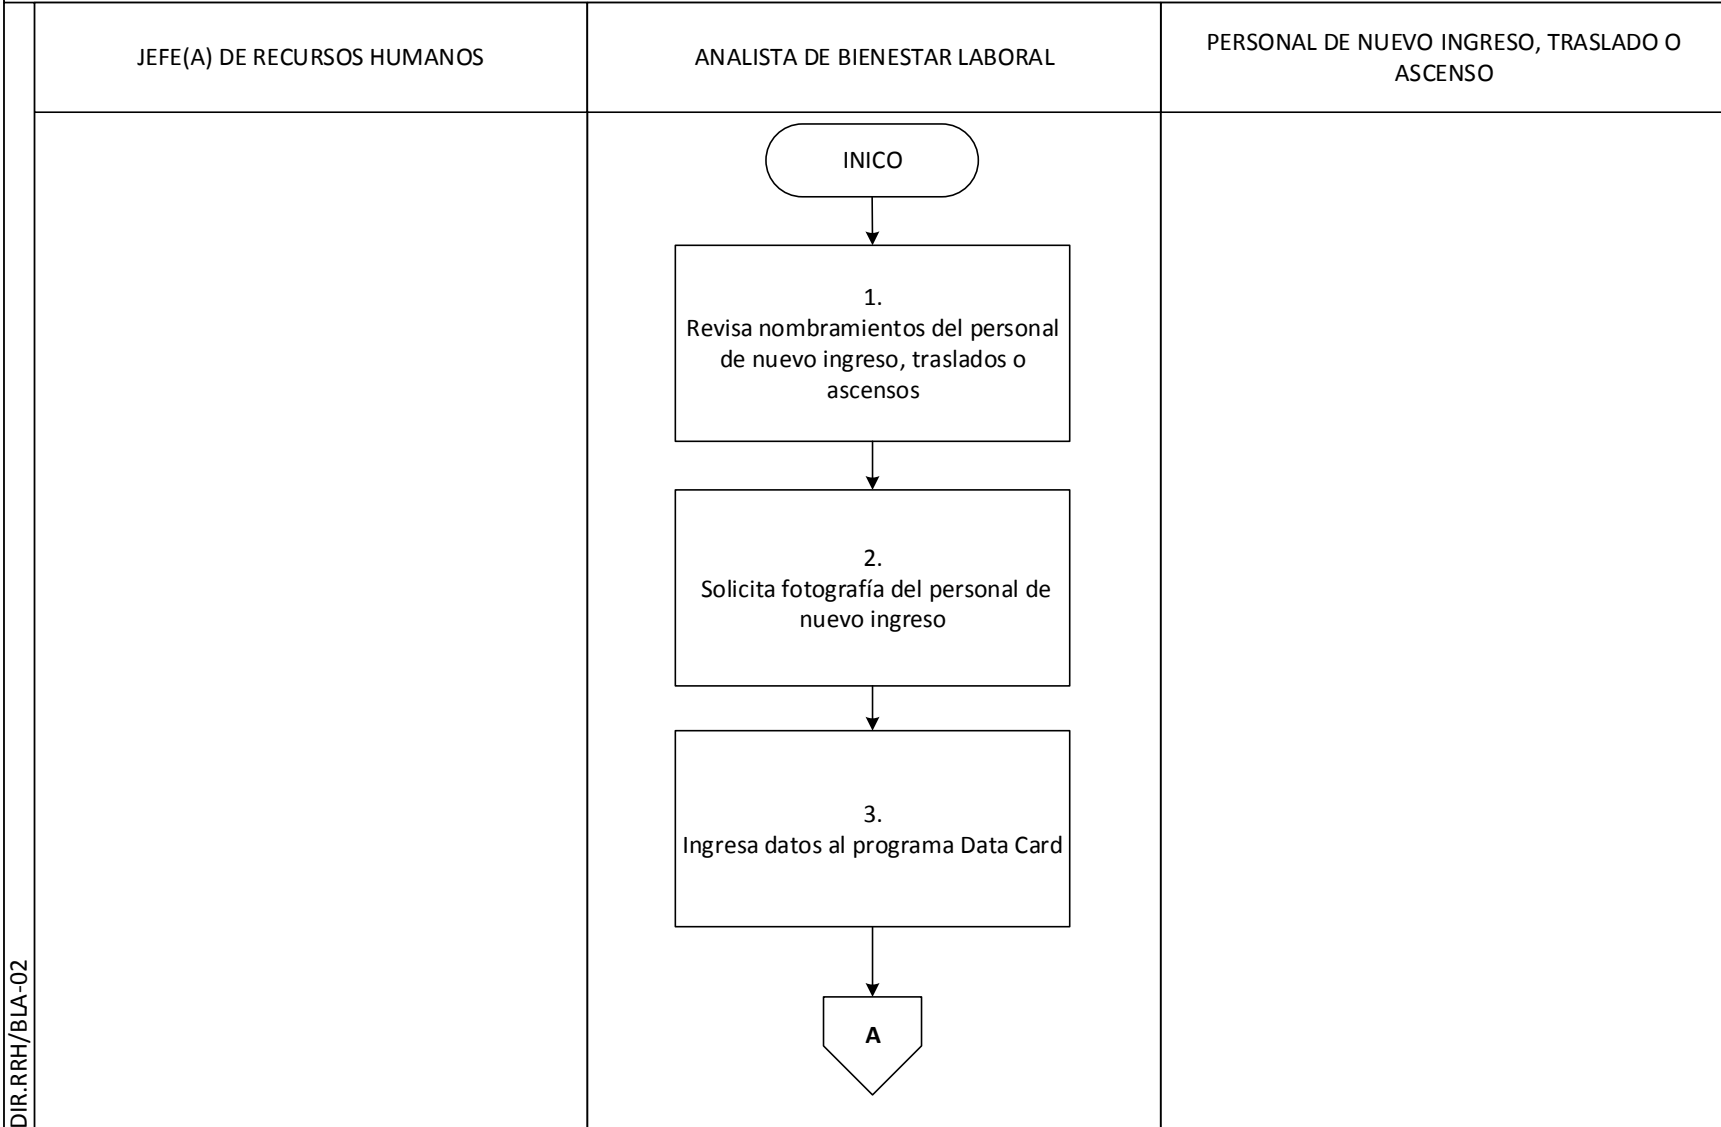 JEFE(A) DE RECURSOS HUMANOS
ANALISTA DE BIENESTAR LABORAL
PERSONAL DE NUEVO INGRESO, TRASLADO O
ASCENSO
INICO
1.
Revisa nombramientos del personal
de nuevo ingreso, traslados o
ascensos
2.
Solicita fotografía del personal de
nuevo ingreso
3.
Ingresa datos al programa Data Card
A
DIR.RRH/BLA-02